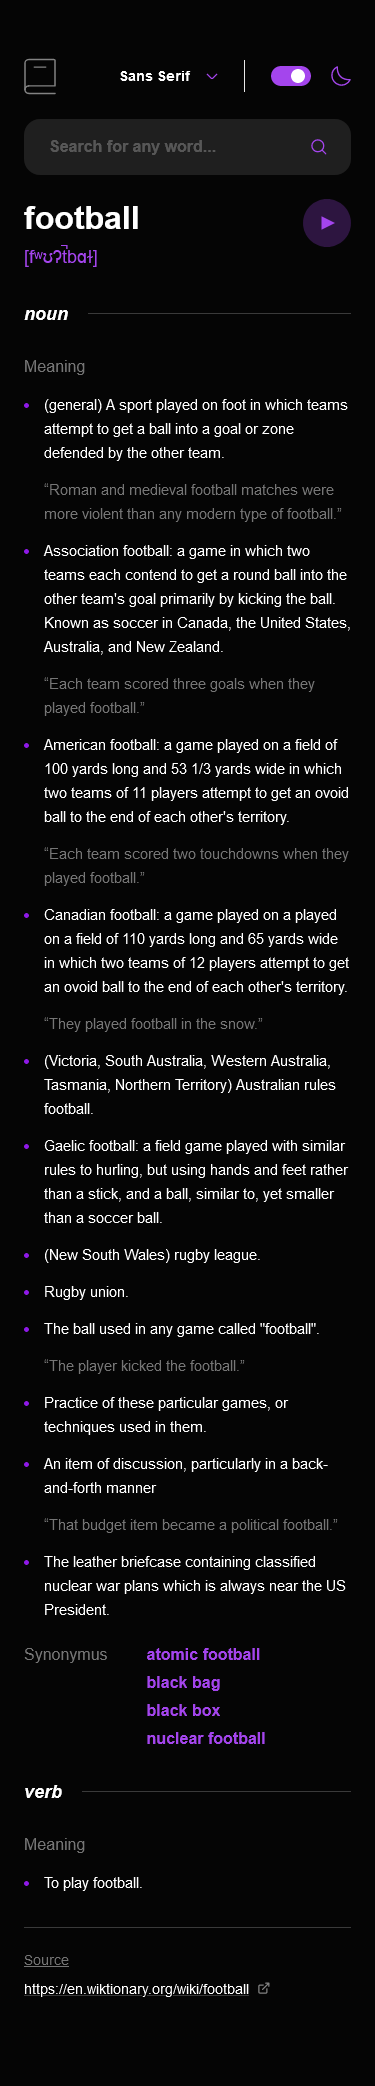 Sans Serif
Search for any word...
football
[fʷʊʔt̚bɑɫ]
noun
Meaning
(general) A sport played on foot in which teams
attempt to get a ball into a goal or zone
defended by the other team.
“Roman and medieval football matches were
more violent than any modern type of football.”
Association football: a game in which two
teams each contend to get a round ball into the
other team's goal primarily by kicking the ball.
Known as soccer in Canada, the United States,
Australia, and New Zealand.
“Each team scored three goals when they
played football.”
American football: a game played on a field of
100 yards long and 53 1/3 yards wide in which
two teams of 11 players attempt to get an ovoid
ball to the end of each other's territory.
“Each team scored two touchdowns when they
played football.”
Canadian football: a game played on a played
on a field of 110 yards long and 65 yards wide
in which two teams of 12 players attempt to get
an ovoid ball to the end of each other's territory.
“They played football in the snow.”
(Victoria, South Australia, Western Australia,
Tasmania, Northern Territory) Australian rules
football.
Gaelic football: a field game played with similar
rules to hurling, but using hands and feet rather
than a stick, and a ball, similar to, yet smaller
than a soccer ball.
(New South Wales) rugby league.
Rugby union.
The ball used in any game called "football".
“The player kicked the football.”
Practice of these particular games, or
techniques used in them.
An item of discussion, particularly in a back-
and-forth manner
“That budget item became a political football.”
The leather briefcase containing classified
nuclear war plans which is always near the US
President.
Synonymus atomic football
black bag
black box
nuclear football
verb
Meaning
To play football.
Source
https://en.wiktionary.org/wiki/football